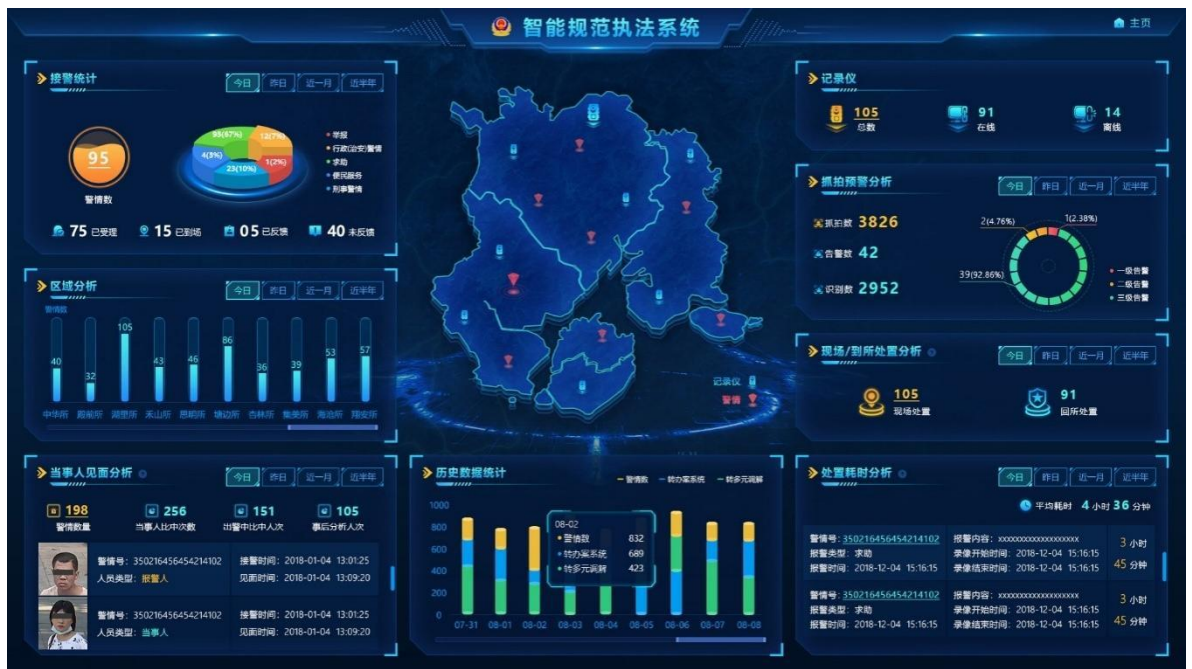 智能规范执法系统
主页
接警统计
今日 昨日 近一月 近半年
95
警情数
95(67%) 12(7%)
4(3%) 1(2%)
23(10%)
举报
行政(治安)警情
求助
便民服务
刑事警情
75 已受理 15 已到场 05 已反馈 40 未反馈
区域分析
今日 昨日 近一月 近半年
警情数
40 32 105 43 46 86 36 39 53 57
中华所 殿前所 湖里所 禾山所 思明所 塘边所 杏林所 集美所 海沧所 翔安所
当事人见面分析
今日 昨日 近一月 近半年
198 256 151 105
警情数量 当事人比中次数 出警中比中人次 事后分析人次
警情号: 350216456454214102 接警时间: 2018-01-04 13:01:25
人员类型: 报警人 见面时间: 2018-01-04 13:09:20
警情号: 350216456454214102 接警时间: 2018-01-04 13:01:25
人员类型: 当事人 见面时间: 2018-01-04 13:09:20
记录仪
警情
历史数据统计
警情数 转办案系统 转多元调解
1000
800
600
400
200
0
08-02
警情数 832
转办案系统 689
转多元调解 423
07-31 08-01 08-02 08-03 08-04 08-05 08-06 08-07 08-08
记录仪
105 91 14
总数 在线 离线
抓拍预警分析
今日 昨日 近一月 近半年
抓拍数 3826
告警数 42
识别数 2952
2(4.76%) 1(2.38%)
39(92.86%)
一级告警
二级告警
三级告警
现场/到所处置分析
今日 昨日 近一月 近半年
105 91
现场处置 回所处置
处置耗时分析
今日 昨日 近一月 近半年
平均耗时 4 小时 36 分钟
警情号: 350216456454214102 报警内容: xxxxxxxxxxxxxxxxxx 3 小时
报警类型: 求助 录像开始时间: 2018-12-04 15:16:15
报警时间: 2018-12-04 15:16:15 录像结束时间: 2018-12-04 15:16:15 45 分钟
警情号: 350216456454214102 报警内容: xxxxxxxxxxxxxxxxxx 3 小时
报警类型: 求助 录像开始时间: 2018-12-04 15:16:15
报警时间: 2018-12-04 15:16:15 录像结束时间: 2018-12-04 15:16:15 45 分钟